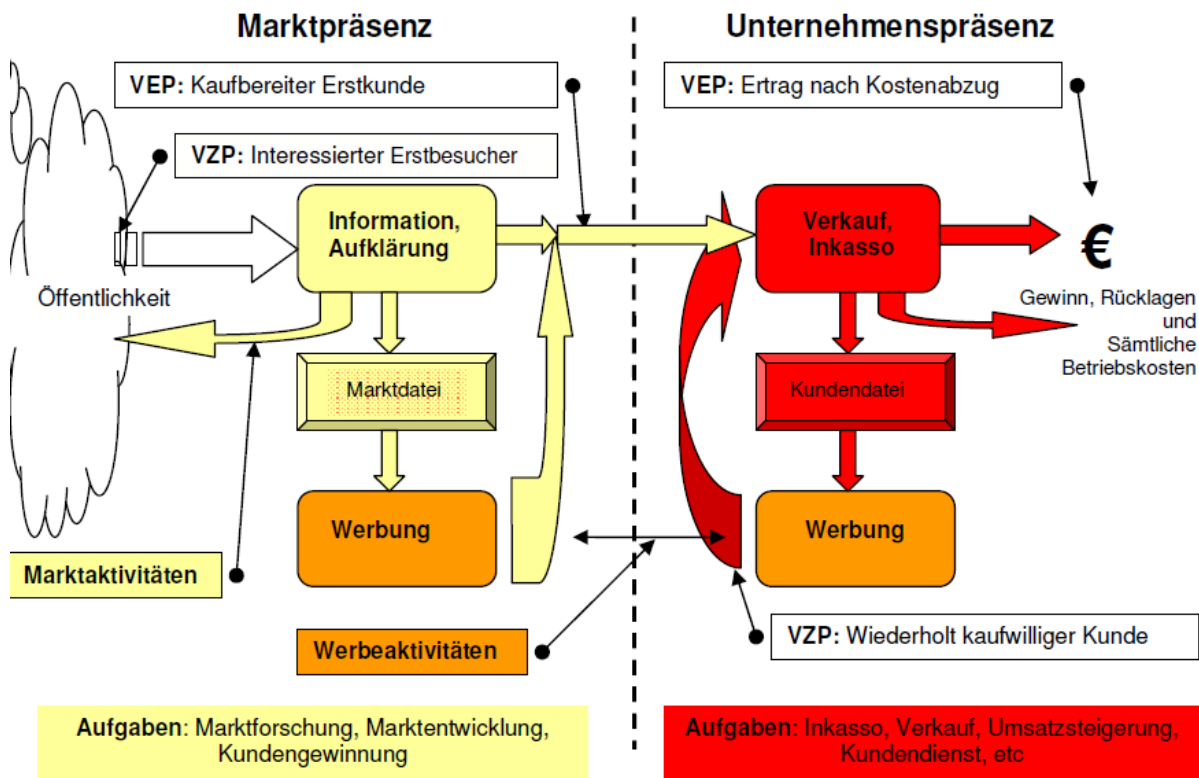 Marktpräsenz
Unternehmenspräsenz
VEP: Kaufbereiter Erstkunde
VEP: Ertrag nach Kostenabzug
VZP: Interessierter Erstbesucher
Information,
Aufklärung
Verkauf,
Inkasso
€
Öffentlichkeit
Gewinn, Rücklagen
und
Sämtliche
Betriebskosten
Marktdatei
Kundendatei
Werbung
Werbung
Marktaktivitäten
Werbeaktivitäten
VZP: Wiederholt kaufwilliger Kunde
Aufgaben: Marktforschung, Marktentwicklung,
Kundengewinnung
Aufgaben: Inkasso, Verkauf, Umsatzsteigerung,
Kundendienst, etc